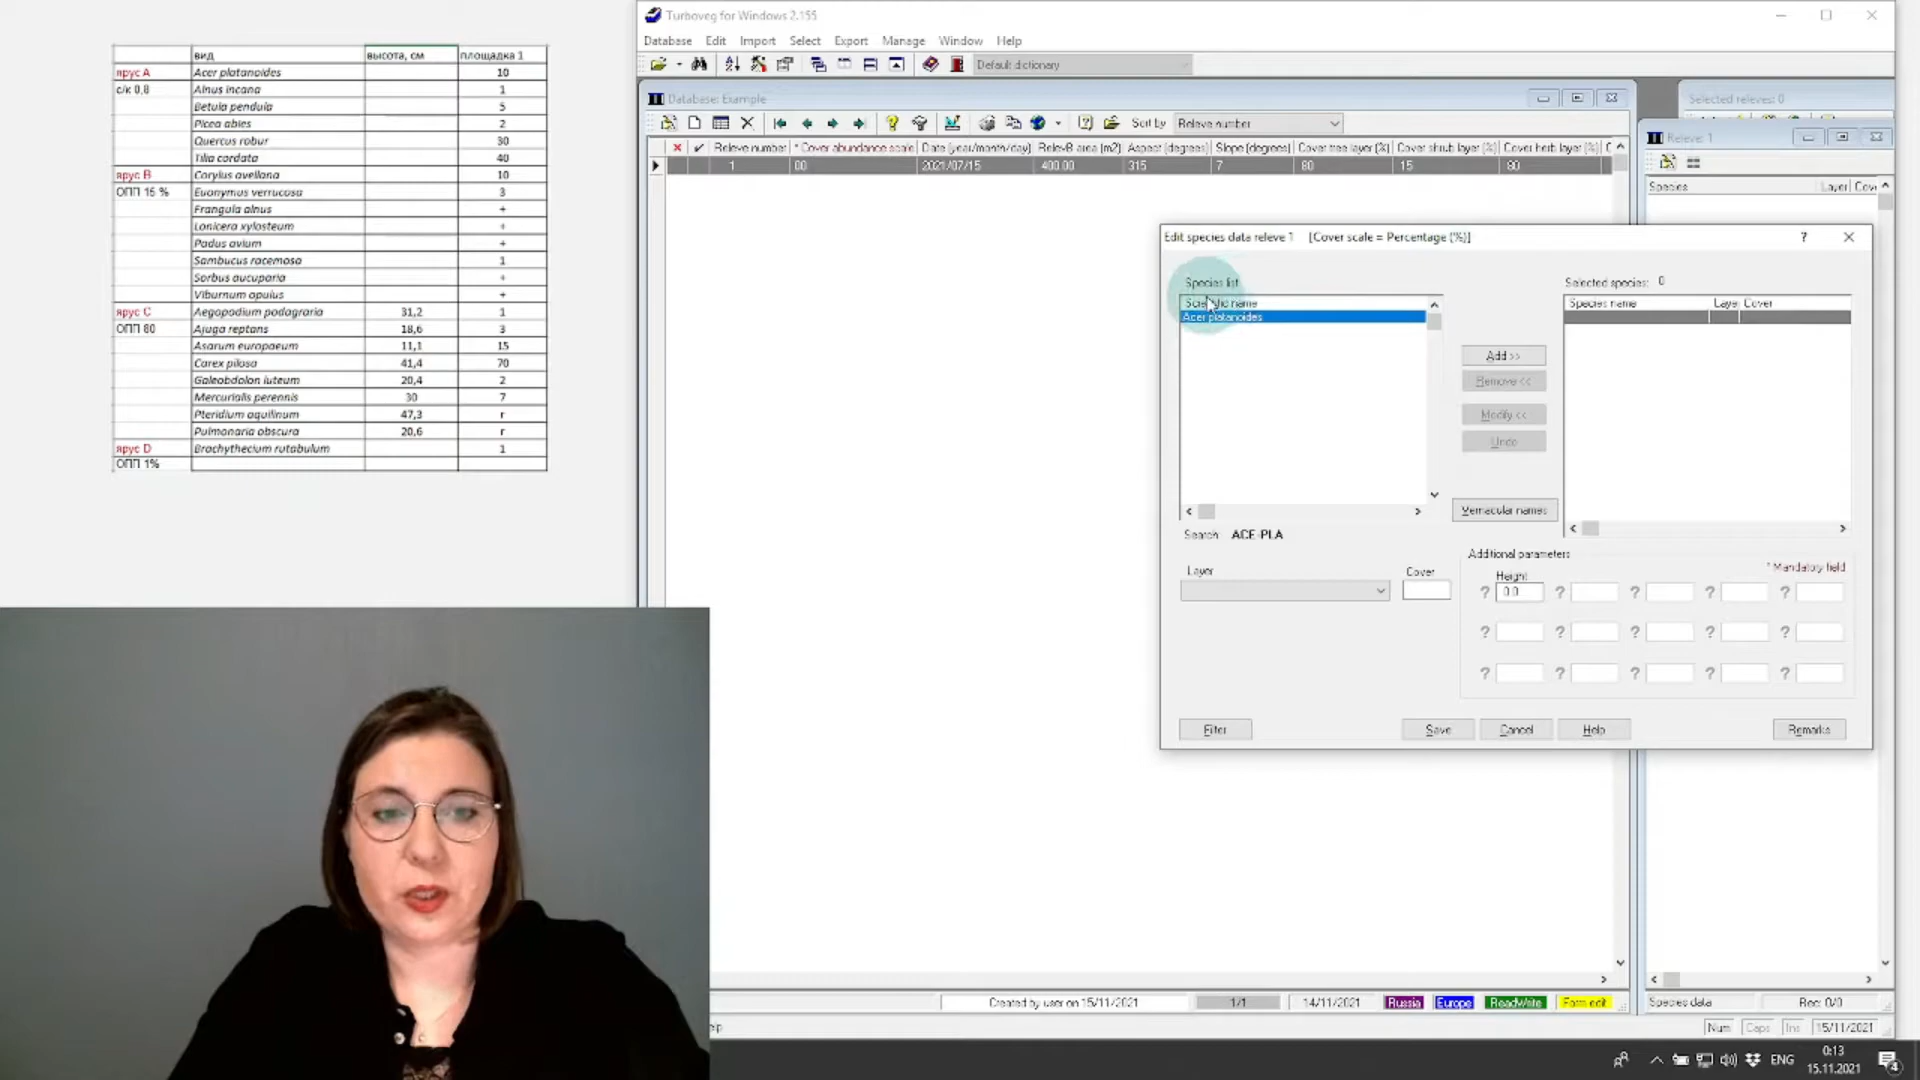 вид высота, см площадка 1
ярус A Acer platanoides 10
с/к 0,8 Alnus incana 1
Betula pendula 5
Picea abies 2
Quercus robur 30
Tilia cordata 40
ярус B Corylus avellana 10
ОПП 15 % Euonymus verrucosa 3
Frangula alnus +
Lonicera xylosteum +
Padus avium +
Sambucus racemosa 1
Sorbus aucuparia +
Viburnum opulus +
ярус C Aegopodium podagraria 31,2 1
ОПП 80 Ajuga reptans 18,6 3
Asarum europaeum 11,1 15
Carex pilosa 41,4 70
Galeobdolon luteum 20,4 2
Mercurialis perennis 30 7
Pteridium aquilinum 47,3 r
Pulmonaria obscura 20,6 r
ярус D Brachythecium rutabulum 1
ОПП 1%
Turboveg for Windows 2.155
Database Edit Import Select Export Manage Window Help
Default dictionary
Database: Example
Selected releves: 0
Sort by Releve number
Releve 1
Releve number * Cover abundance scale Date (year/month/day) Relevé area (m2) Aspect (degrees) Slope (degrees) Cover tree layer (%) Cover shrub layer (%) Cover herb layer (%) C
1 00 2021/07/15 400.00 315 7 80 15 80
Species Layer Cov
Edit species data releve 1 [Cover scale = Percentage (%)]
Species list
Scientific name
Acer platanoides
Selected species: 0
Species name Laye Cover
Add >>
Remove <<
Modify <<
Undo
Vernacular names
Search: ACE-PLA
Layer Cover
Additional parameters
* Mandatory field
Height
? 0.0 ? ? ? ?
? ? ? ? ?
? ? ? ? ?
Filter Save Cancel Help Remarks
Created by user on 15/11/2021 1/1 14/11/2021 Russia Europe ReadWrite Form edit
Species data Rec: 0/0
Num Caps Ins 15/11/2021
ENG
0:13
15.11.2021
4